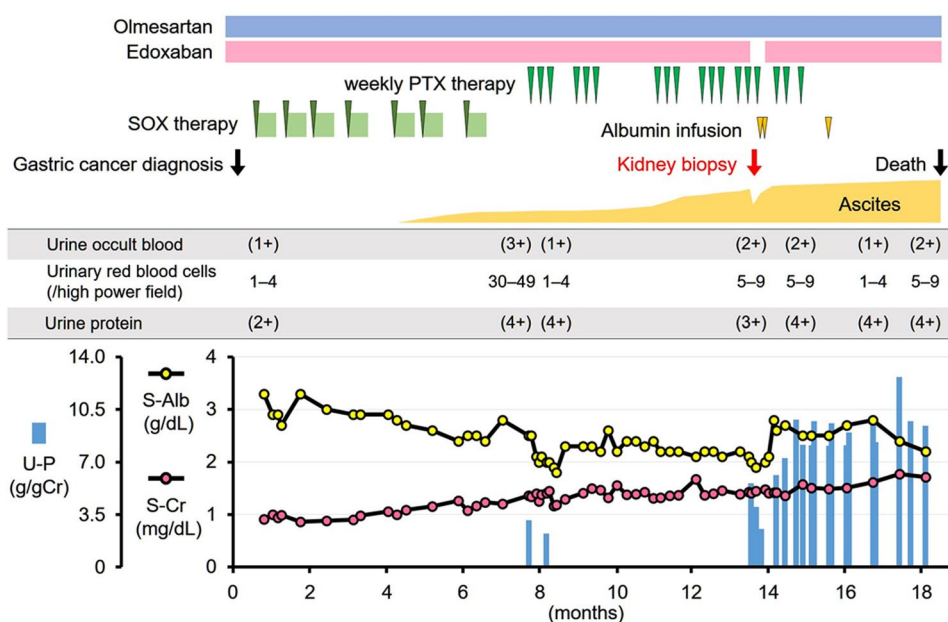 Olmesartan
Edoxaban
weekly PTX therapy
SOX therapy
Albumin infusion
Gastric cancer diagnosis
Kidney biopsy
Death
Ascites
Urine occult blood (1+) (3+) (1+) (2+) (2+) (1+) (2+)
Urinary red blood cells
(/high power field) 1–4 30–49 1–4 5–9 5–9 1–4 5–9
Urine protein (2+) (4+) (4+) (3+) (4+) (4+) (4+)
14.0
10.5
7.0
3.5
0
U-P
(g/gCr)
S-Alb
(g/dL)
S-Cr
(mg/dL)
4
3
2
1
0
0 2 4 6 8 10 12 14 16 18
(months)